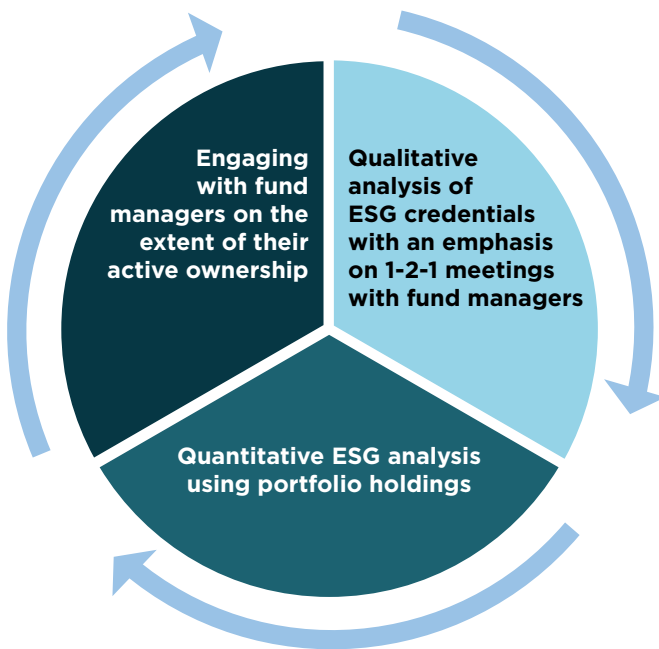 Engaging
with fund
managers on the
extent of their
active ownership
Qualitative
analysis of
ESG credentials
with an emphasis
on 1-2-1 meetings
with fund managers
Quantitative ESG analysis
using portfolio holdings